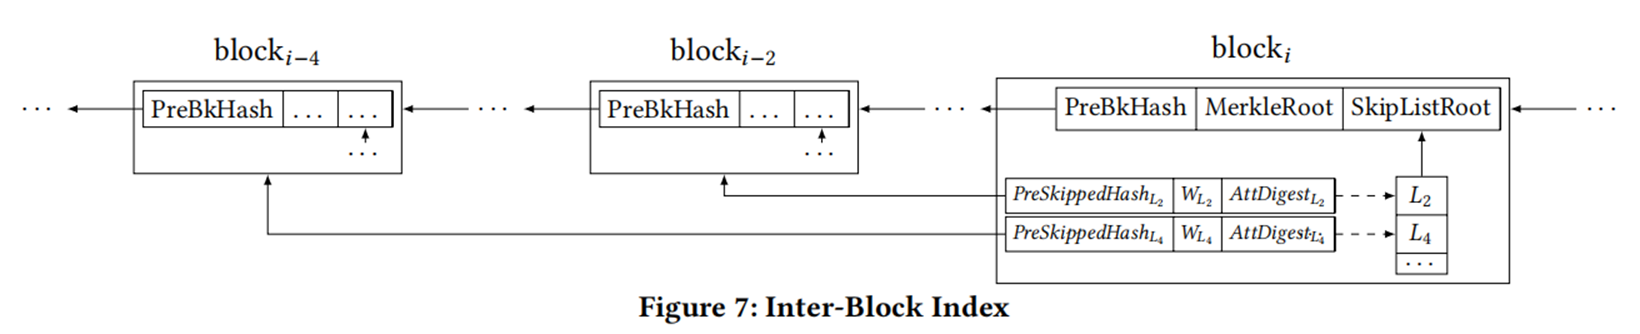 block_{i−4}
block_{i−2}
block_i
··· PreBkHash ... ... ··· PreBkHash ... ... ··· PreBkHash MerkleRoot SkipListRoot ···
··· ···
PreSkippedHash_{L_2} W_{L_2} AttDigest_{L_2} L_2
PreSkippedHash_{L_4} W_{L_4} AttDigest_{L_4} L_4
···
Figure 7: Inter-Block Index